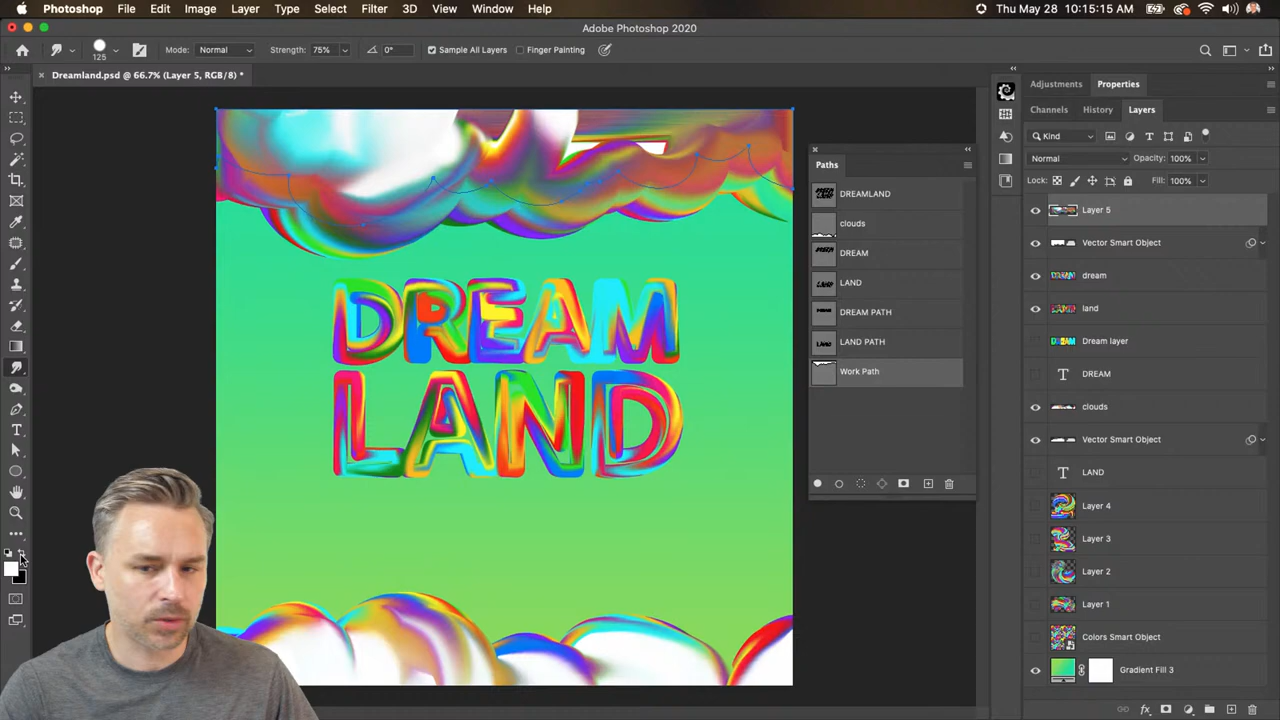 Photoshop File Edit Image Layer Type Select Filter 3D View Window Help Thu May 28 10:15:15 AM
Adobe Photoshop 2020
125 Mode: Normal Strength: 75% 0° Sample All Layers Finger Painting
Dreamland.psd @ 66.7% (Layer 5, RGB/8) *
Adjustments Properties
Channels History Layers
Kind
Normal Opacity: 100%
Lock: Fill: 100%
Layer 5
Vector Smart Object
dream
land
Dream layer
DREAM
clouds
Vector Smart Object
LAND
Layer 4
Layer 3
Layer 2
Layer 1
Colors Smart Object
Gradient Fill 3
Paths
DREAMLAND
clouds
DREAM
LAND
DREAM PATH
LAND PATH
Work Path
DREAM
LAND